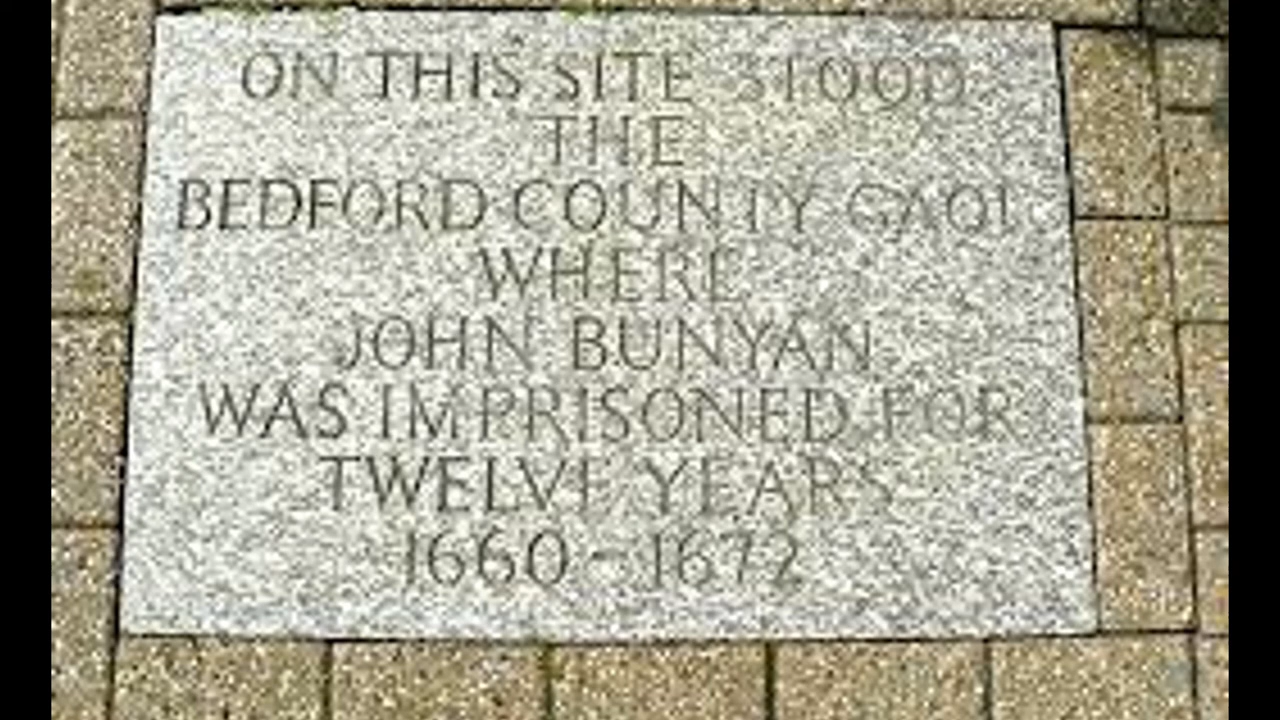 ON THIS SITE STOOD
THE
BEDFORD COUNTY GAOL
WHERE
JOHN BUNYAN
WAS IMPRISONED FOR
TWELVE YEARS
1660 - 1672